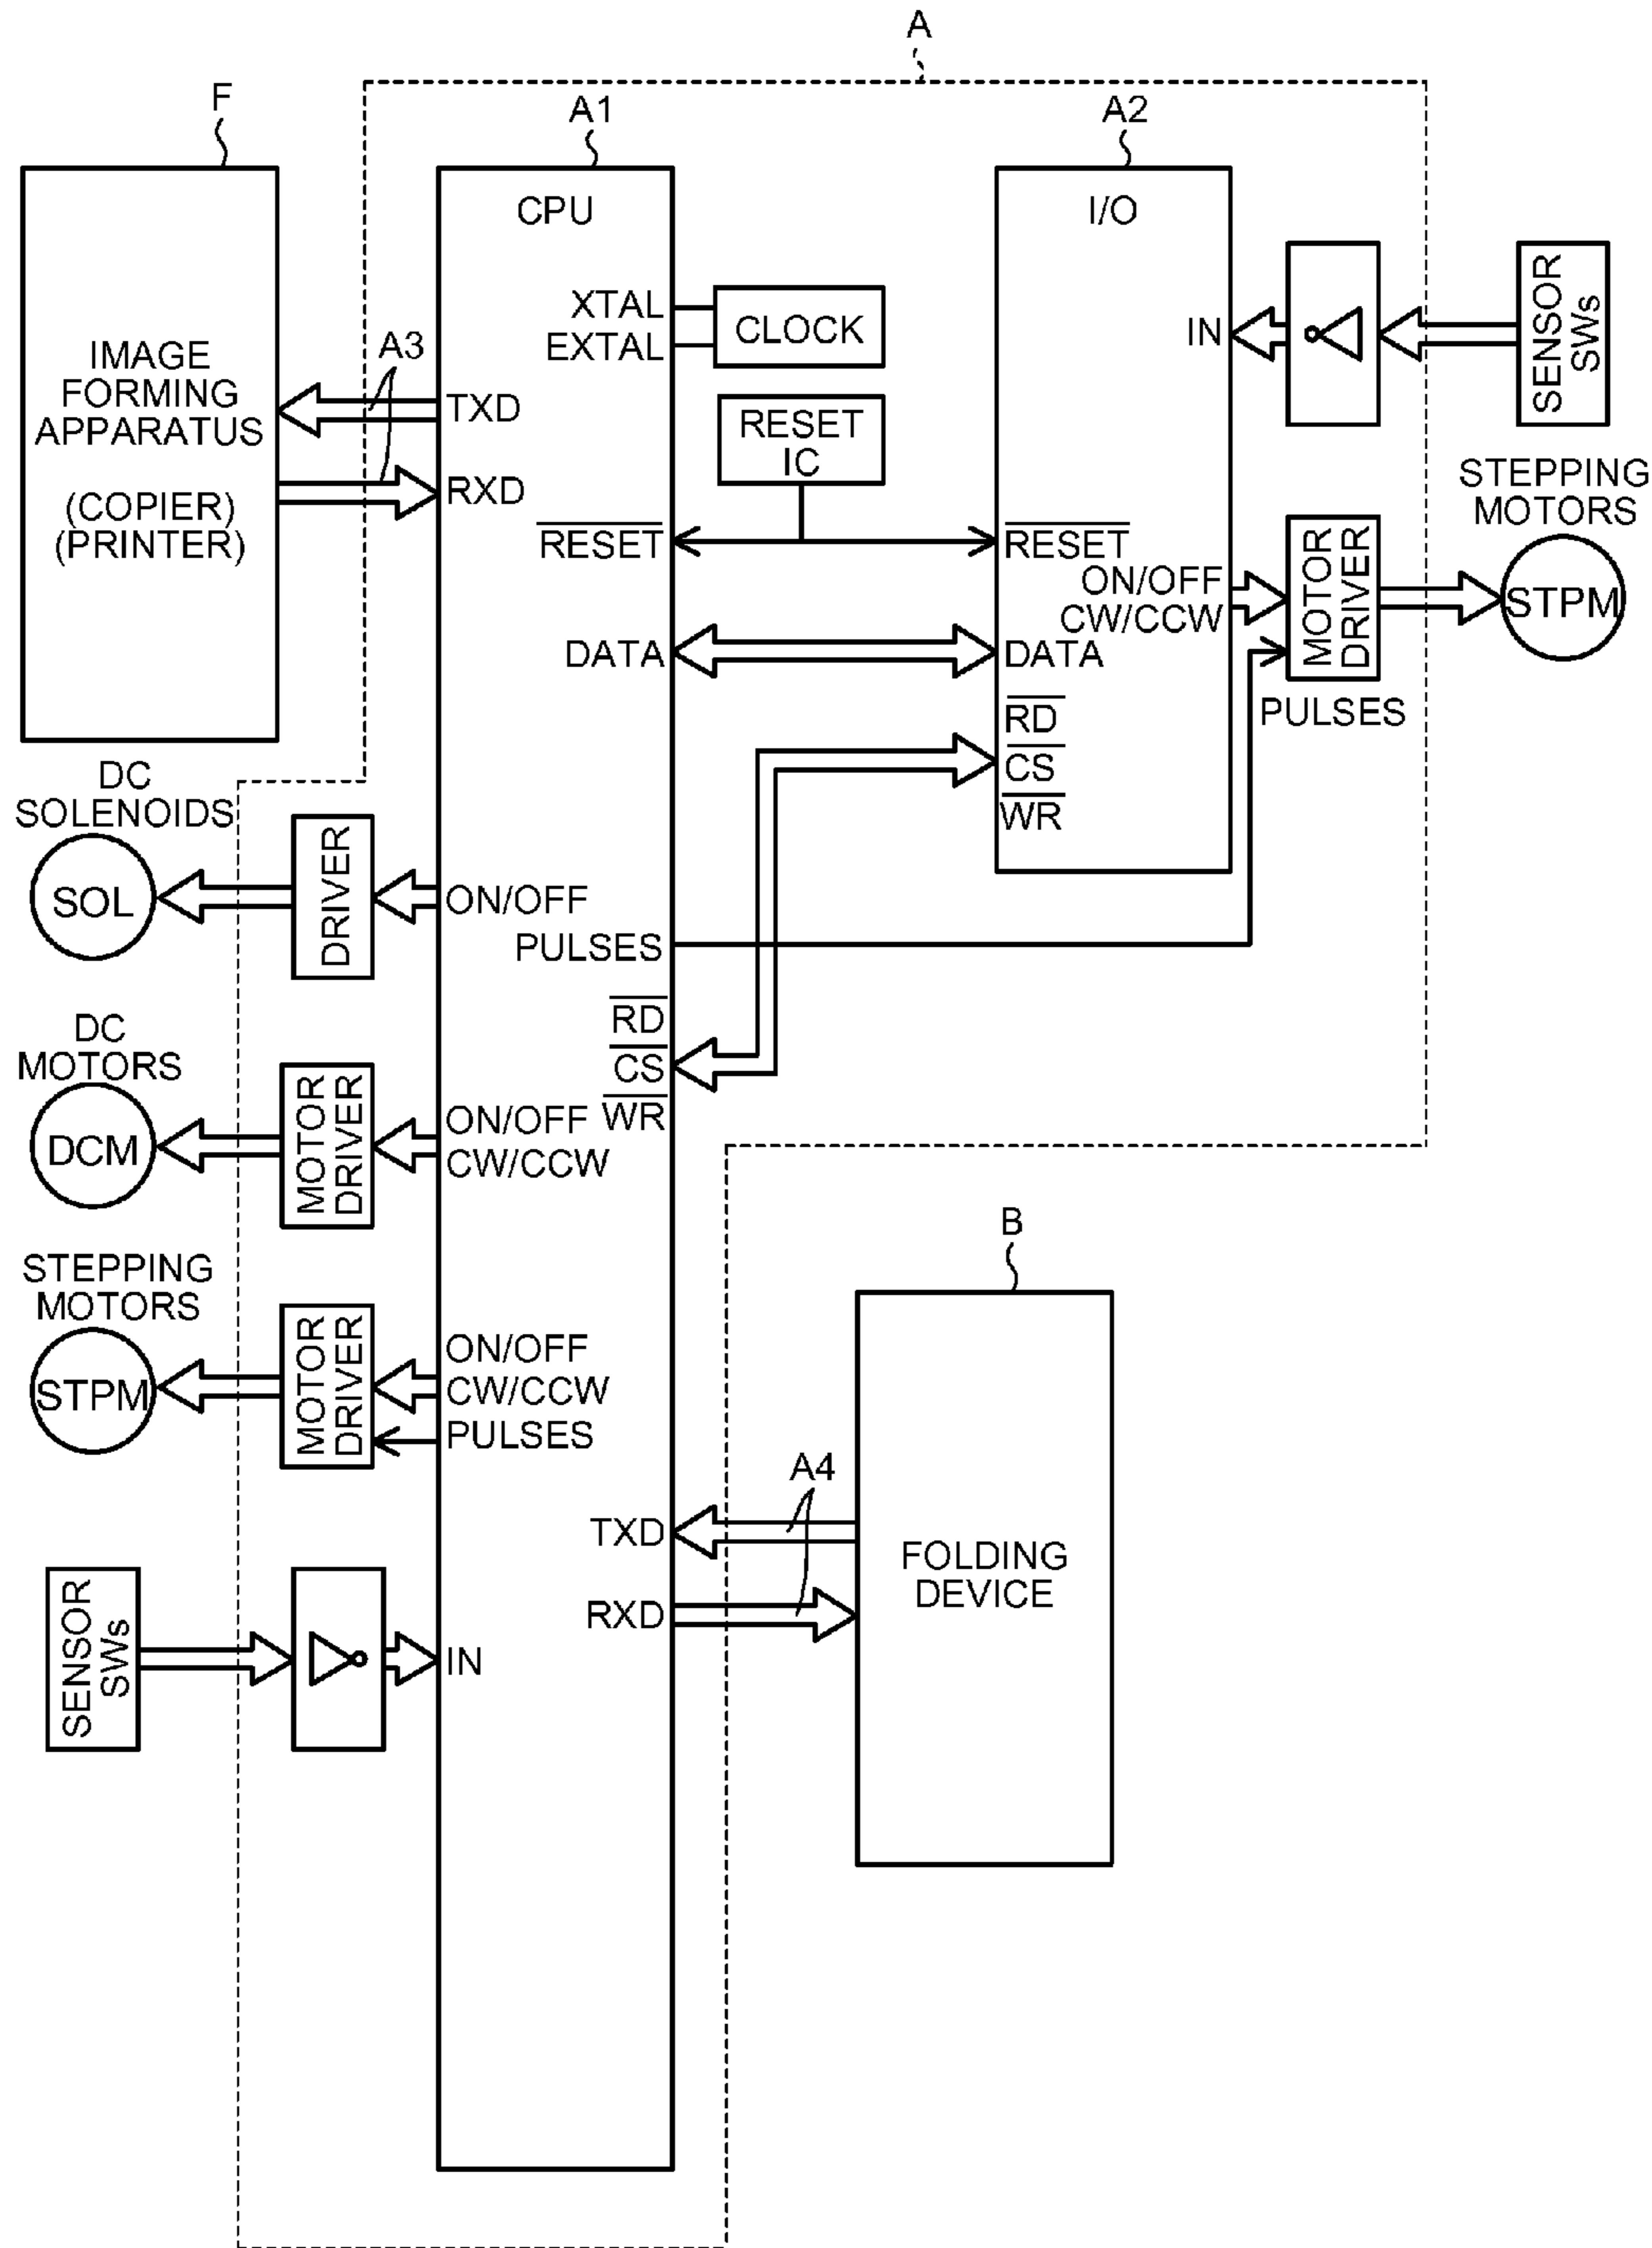 A
F
A1
A2
CPU
I/O
XTAL
EXTAL
CLOCK
IN
SENSOR
SWs
IMAGE
FORMING
APPARATUS
(COPIER)
(PRINTER)
A3
TXD
RXD
RESET
IC
RESET
RESET
ON/OFF
CW/CCW
MOTOR
DRIVER
STEPPING
MOTORS
STPM
DATA
DATA
PULSES
RD
CS
WR
DC
SOLENOIDS
SOL
DRIVER
ON/OFF
PULSES
RD
CS
WR
DC
MOTORS
DCM
MOTOR
DRIVER
ON/OFF
CW/CCW
STEPPING
MOTORS
STPM
MOTOR
DRIVER
ON/OFF
CW/CCW
PULSES
B
A4
TXD
RXD
FOLDING
DEVICE
SENSOR
SWs
IN